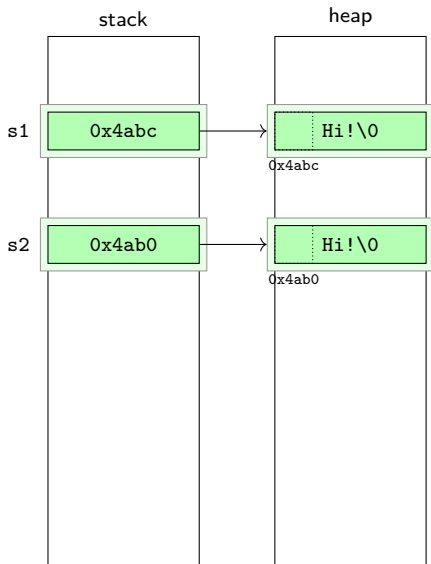 stack heap
s1 0x4abc Hi!\0
0x4abc
s2 0x4ab0 Hi!\0
0x4ab0